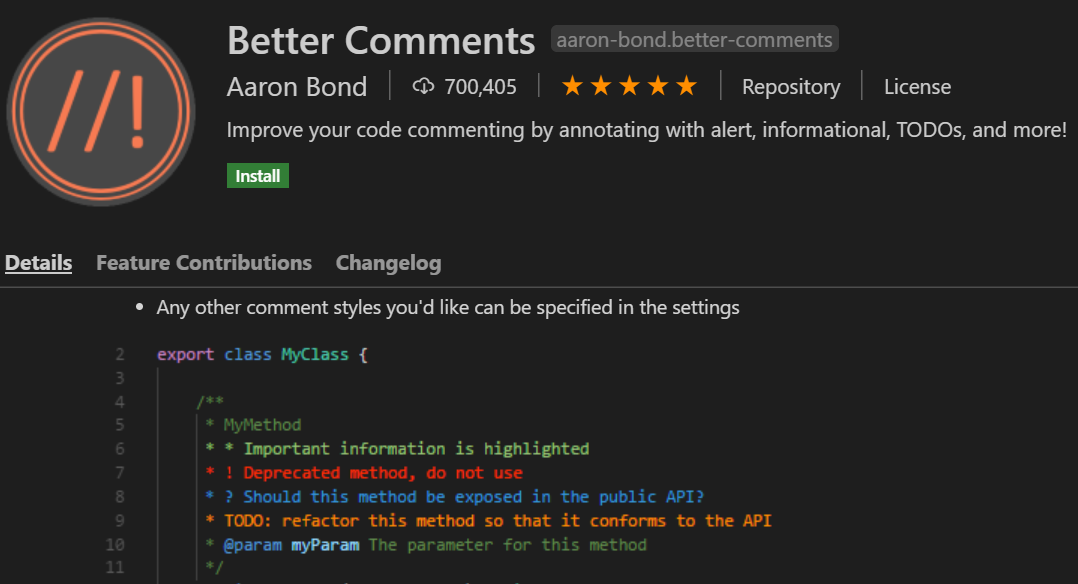 //!
Better Comments aaron-bond.better-comments
Aaron Bond 700,405 Repository License
Improve your code commenting by annotating with alert, informational, TODOs, and more!
Install
Details Feature Contributions Changelog
• Any other comment styles you'd like can be specified in the settings
2 export class MyClass {
3
4 /**
5 * MyMethod
6 * * Important information is highlighted
7 * ! Deprecated method, do not use
8 * ? Should this method be exposed in the public API?
9 * TODO: refactor this method so that it conforms to the API
10 * @param myParam The parameter for this method
11 */